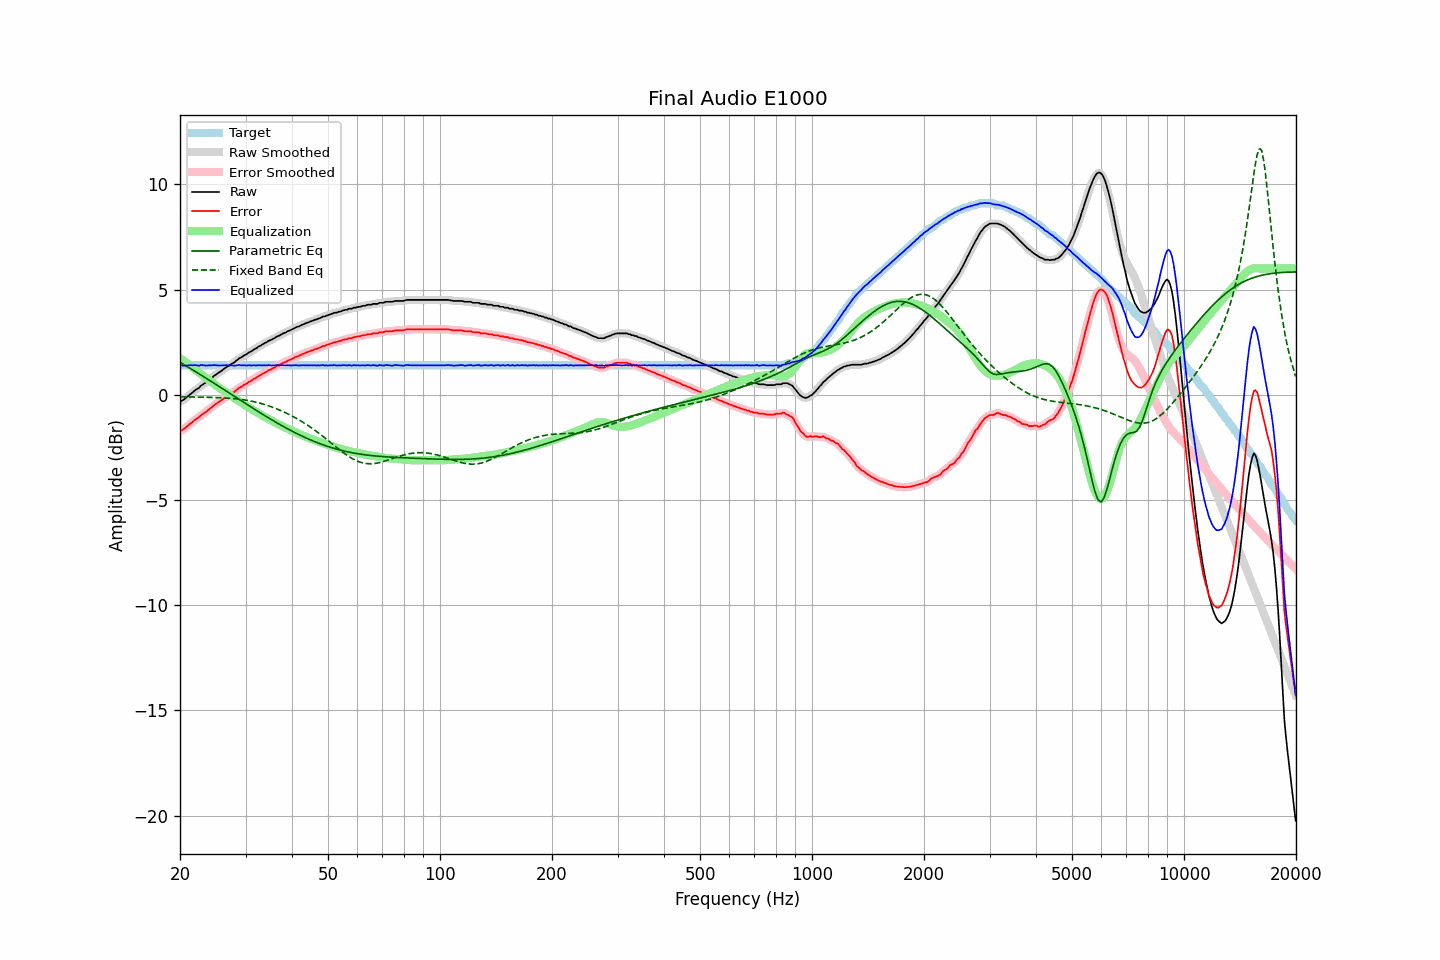 Final Audio E1000
Target
Raw Smoothed
Error Smoothed
Raw
Error
Equalization
Parametric Eq
Fixed Band Eq
Equalized
10
5
0
−5
−10
−15
−20
Amplitude (dBr)
20 50 100 200 500 1000 2000 5000 10000 20000
Frequency (Hz)